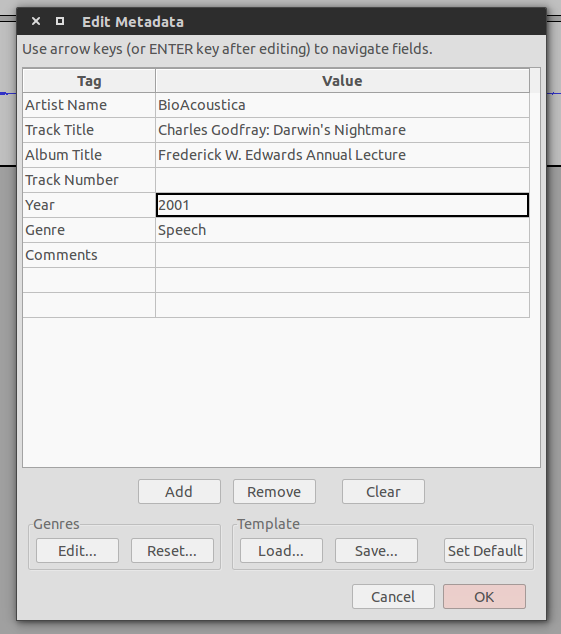 Edit Metadata
Use arrow keys (or ENTER key after editing) to navigate fields.
Tag Value
Artist Name BioAcoustica
Track Title Charles Godfray: Darwin's Nightmare
Album Title Frederick W. Edwards Annual Lecture
Track Number
Year 2001
Genre Speech
Comments
Add Remove Clear
Genres Template
Edit... Reset... Load... Save... Set Default
Cancel OK